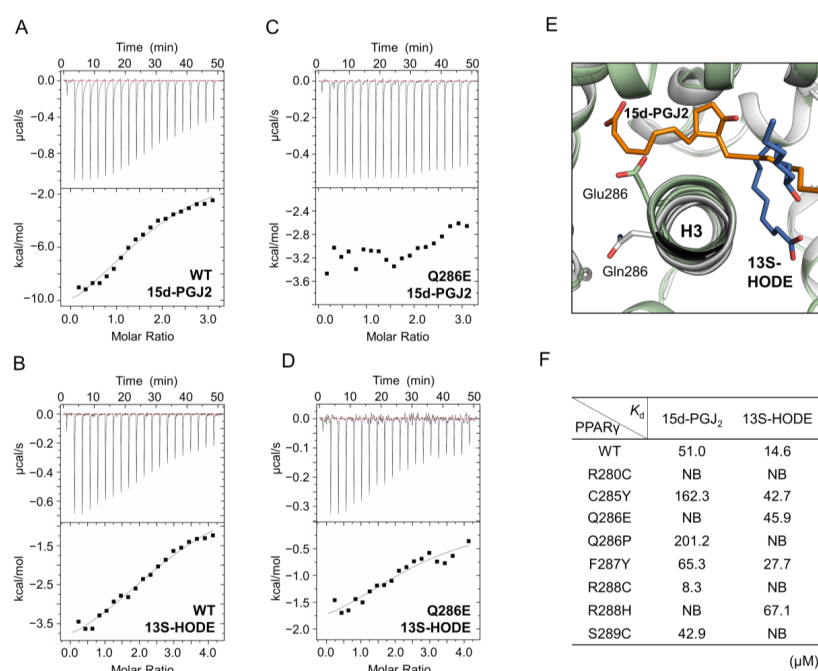 A
Time (min)
0 10 20 30 40 50
0.0
−0.4
−0.8
µcal/s
−2.0
−6.0
−10.0
kcal/mol
WT
15d-PGJ2
0.0 1.0 2.0 3.0
Molar Ratio
B
Time (min)
0 10 20 30 40 50
0.0
−0.2
−0.4
−0.6
µcal/s
−1.5
−3.5
kcal/mol
WT
13S-HODE
0.0 1.0 2.0 3.0 4.0
Molar Ratio
C
Time (min)
0 10 20 30 40 50
0.0
−0.2
−0.4
µcal/s
−2.4
−2.8
−3.2
−3.6
kcal/mol
Q286E
15d-PGJ2
0.0 1.0 2.0 3.0
Molar Ratio
D
Time (min)
0 10 20 30 40 50
0.0
−0.1
−0.2
−0.3
µcal/s
−0.5
−1.0
−1.5
−2.0
kcal/mol
Q286E
13S-HODE
0.0 1.0 2.0 3.0 4.0
Molar Ratio
E
15d-PGJ2
Glu286
H3
Gln286
13S-
HODE
F
Kd
PPARγ 15d-PGJ2 13S-HODE
WT 51.0 14.6
R280C NB NB
C285Y 162.3 42.7
Q286E NB 45.9
Q286P 201.2 NB
F287Y 65.3 27.7
R288C 8.3 NB
R288H NB 67.1
S289C 42.9 NB
(µM)